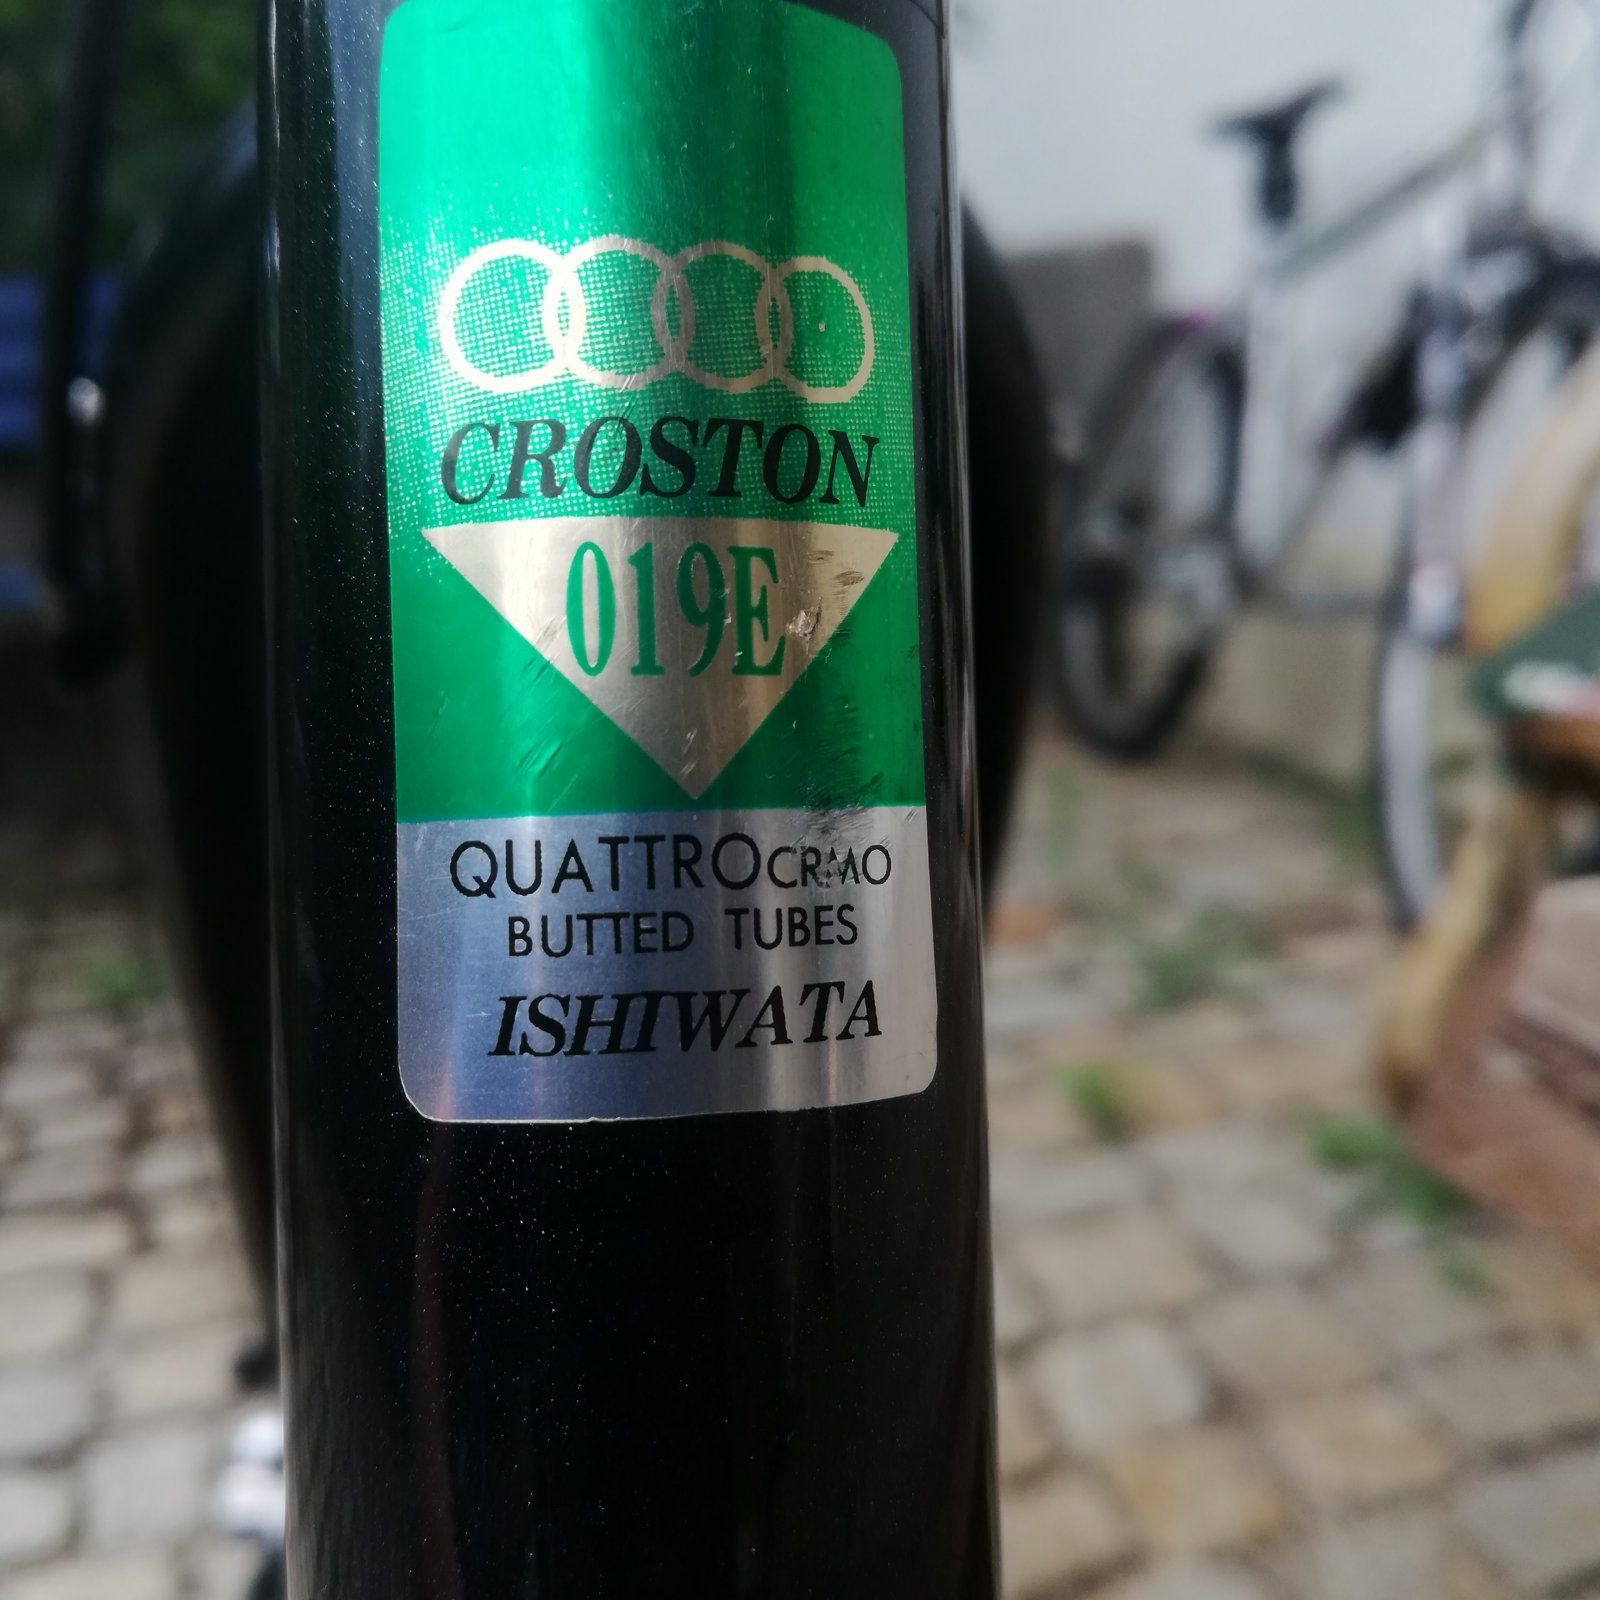 CROSTON
019E
QUATTROCRMO
BUTTED TUBES
ISHIWATA